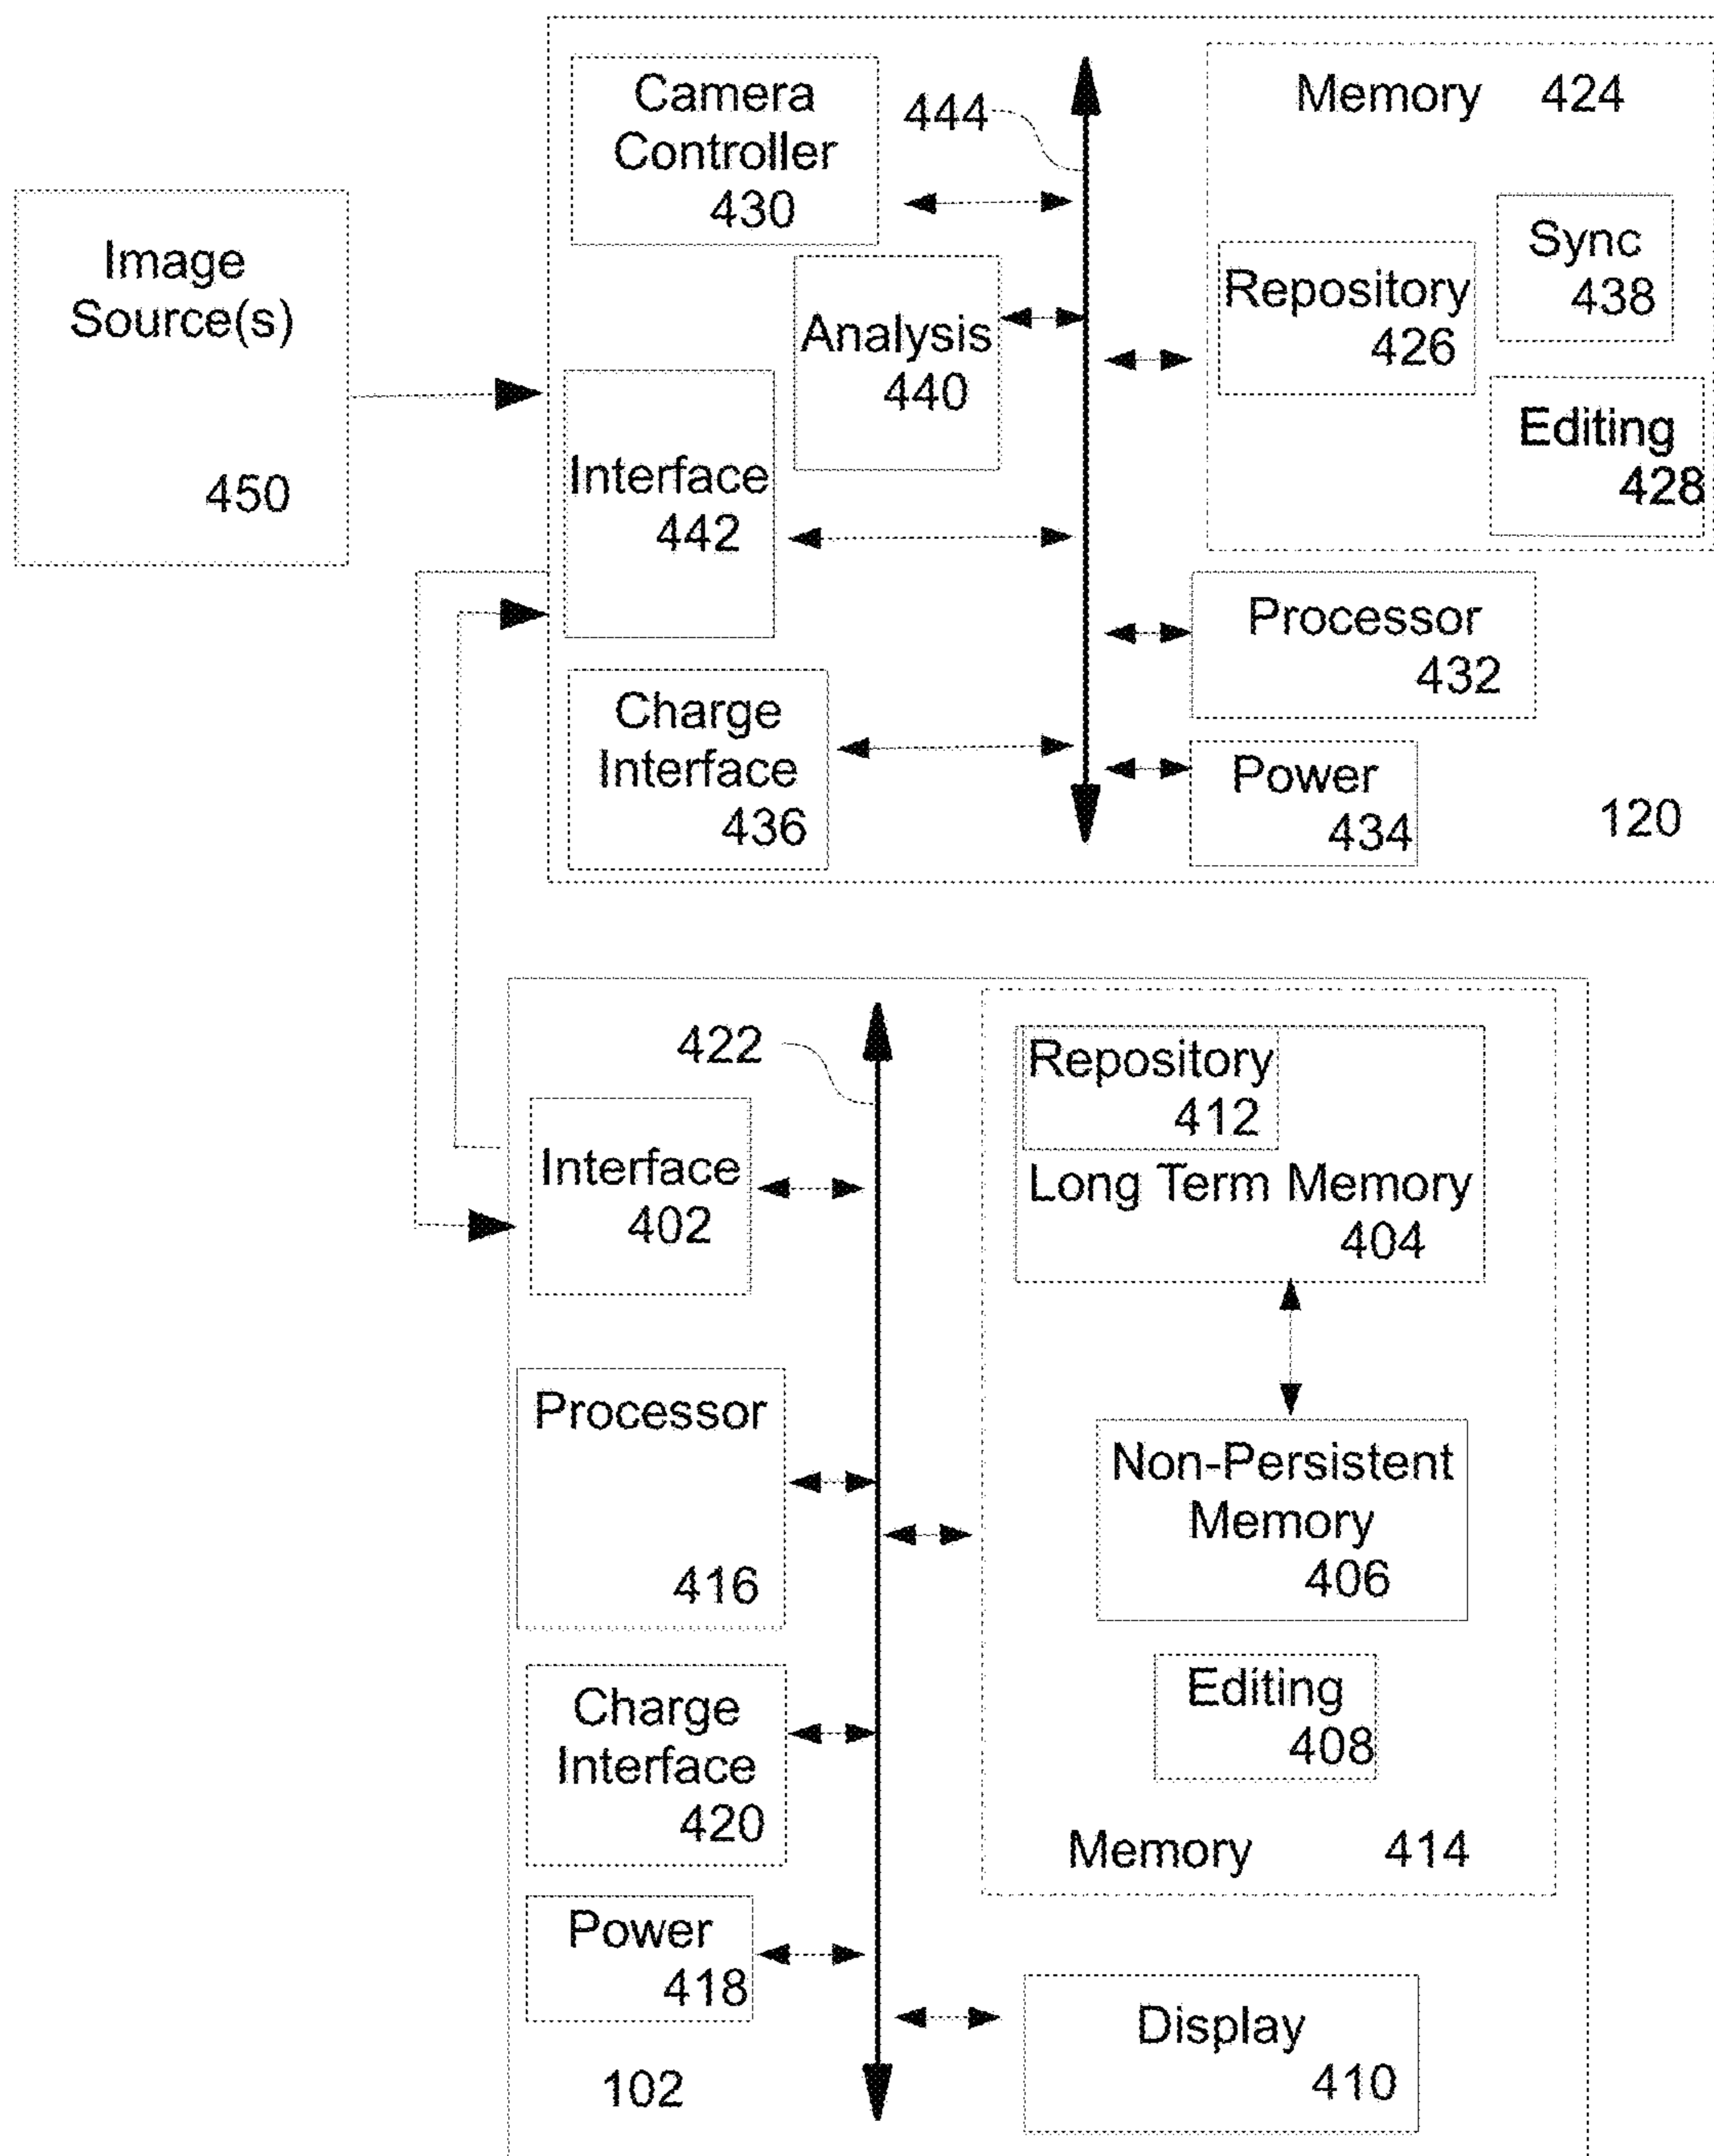 Camera
Controller
430
444
Memory 424
Image
Source(s)
450
Sync
438
Repository
426
Analysis
440
Editing
428
Interface
442
Processor
432
Charge
Interface
436
Power
434
120
422
Repository
412
Long Term Memory
404
Interface
402
Processor
416
Non-Persistent
Memory
406
Editing
408
Charge
Interface
420
Memory 414
Power
418
Display
410
102